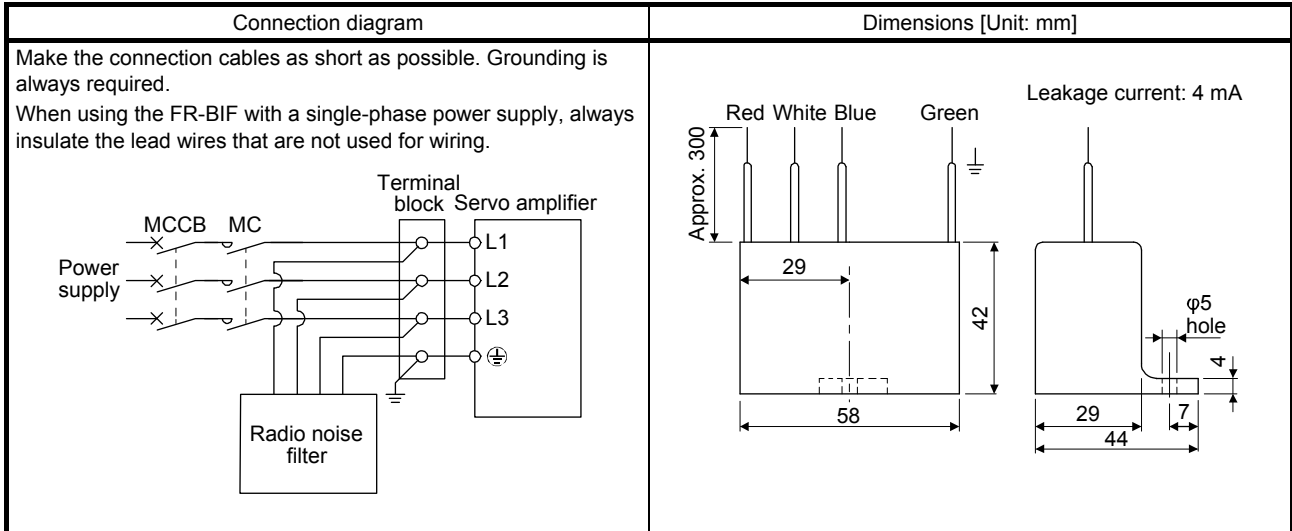 Connection diagram
Make the connection cables as short as possible. Grounding is
always required.
When using the FR-BIF with a single-phase power supply, always
insulate the lead wires that are not used for wiring.
Terminal
block
Servo amplifier
MCCB
MC
Power
supply
L1
L2
L3
Radio noise
filter
Dimensions [Unit: mm]
Leakage current: 4 mA
Red White Blue Green
Approx. 300
29
42
58
φ5
hole
4
29
7
44